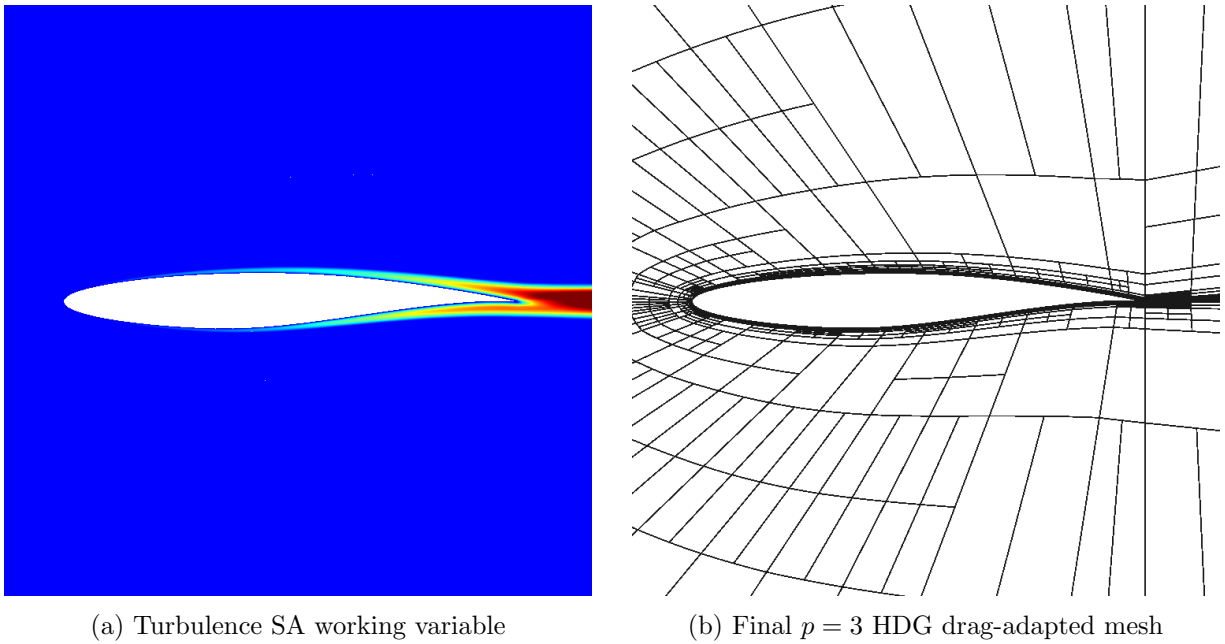 (a) Turbulence SA working variable
(b) Final p = 3 HDG drag-adapted mesh